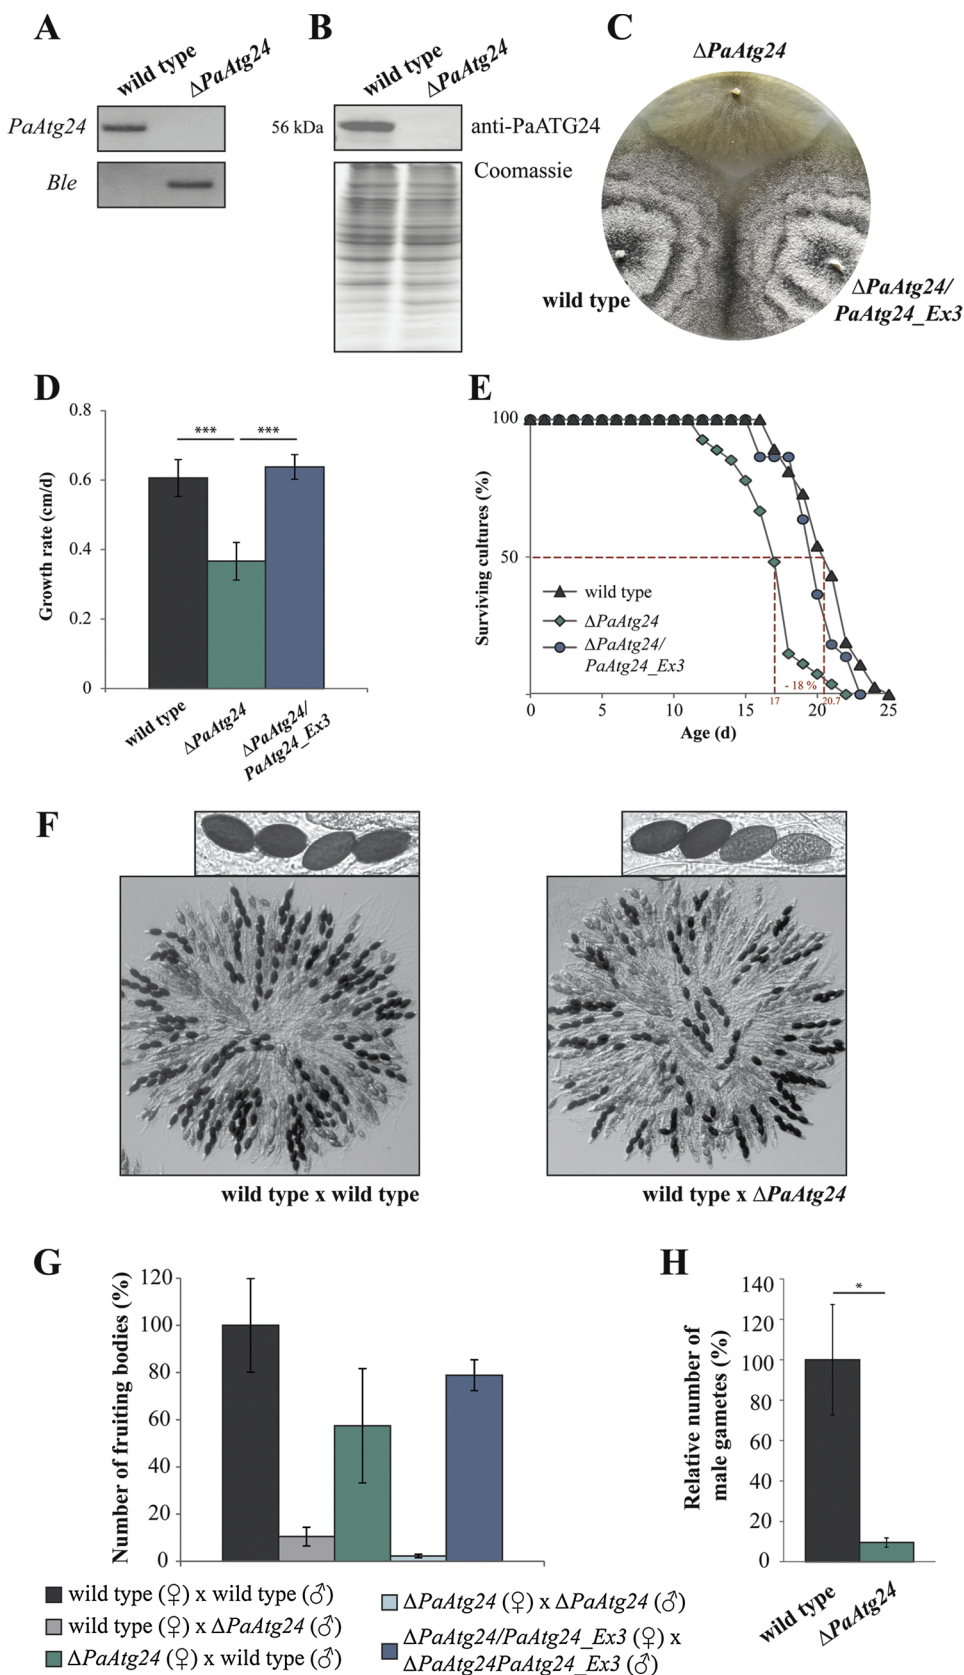 A
wild type
ΔPaAtg24
PaAtg24
Ble
B
wild type
ΔPaAtg24
56 kDa
anti-PaATG24
Coomassie
C
ΔPaAtg24
wild type
ΔPaAtg24/
PaAtg24_Ex3
D
Growth rate (cm/d)
0.8
0.6
0.4
0.2
0
***
***
wild type
ΔPaAtg24
ΔPaAtg24/
PaAtg24_Ex3
E
Surviving cultures (%)
100
50
wild type
ΔPaAtg24
ΔPaAtg24/
PaAtg24_Ex3
- 18 %
17
20.7
0
5
10
15
20
25
Age (d)
F
wild type x wild type
wild type x ΔPaAtg24
G
Number of fruiting bodies (%)
120
100
80
60
40
20
0
wild type (♀) x wild type (♂)
wild type (♀) x ΔPaAtg24 (♂)
ΔPaAtg24 (♀) x wild type (♂)
ΔPaAtg24 (♀) x ΔPaAtg24 (♂)
ΔPaAtg24/PaAtg24_Ex3 (♀) x
ΔPaAtg24PaAtg24_Ex3 (♂)
H
Relative number of
male gametes (%)
140
120
100
80
60
40
20
0
*
wild type
ΔPaAtg24